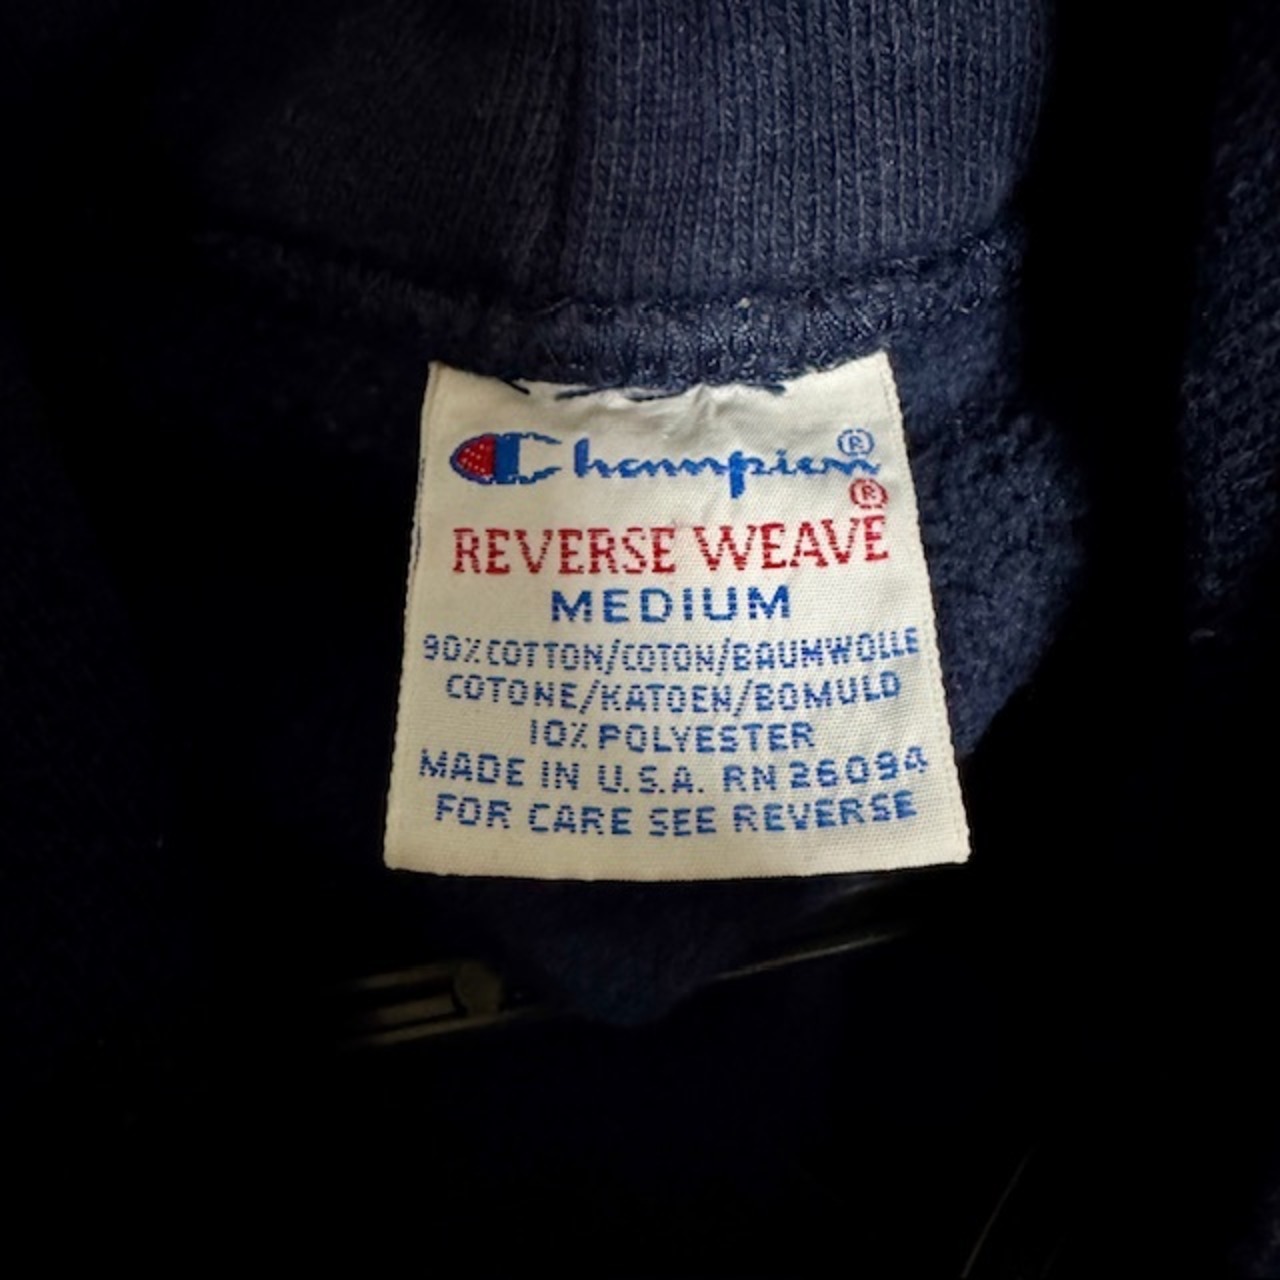 Champion®
REVERSE WEAVE®
MEDIUM
90% COTTON/COTON/BAUMWOLLE
COTONE/KATOEN/BOMULD
10% POLYESTER
MADE IN U.S.A. RN 26094
FOR CARE SEE REVERSE